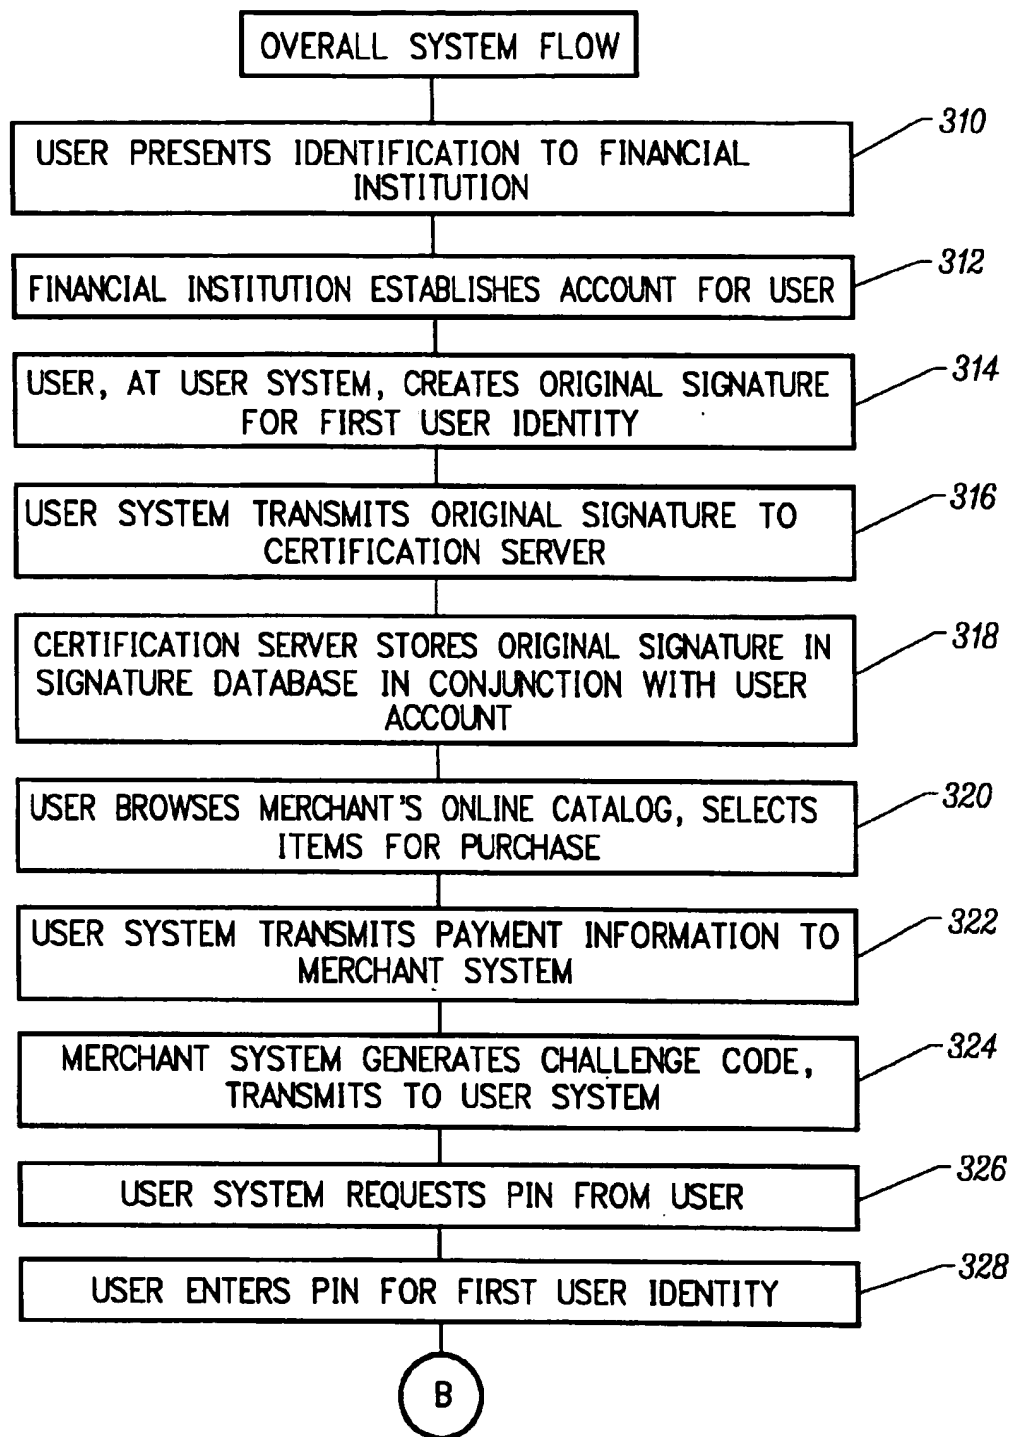 OVERALL SYSTEM FLOW
310
USER PRESENTS IDENTIFICATION TO FINANCIAL
INSTITUTION
312
FINANCIAL INSTITUTION ESTABLISHES ACCOUNT FOR USER
314
USER, AT USER SYSTEM, CREATES ORIGINAL SIGNATURE
FOR FIRST USER IDENTITY
316
USER SYSTEM TRANSMITS ORIGINAL SIGNATURE TO
CERTIFICATION SERVER
318
CERTIFICATION SERVER STORES ORIGINAL SIGNATURE IN
SIGNATURE DATABASE IN CONJUNCTION WITH USER
ACCOUNT
320
USER BROWSES MERCHANT'S ONLINE CATALOG, SELECTS
ITEMS FOR PURCHASE
322
USER SYSTEM TRANSMITS PAYMENT INFORMATION TO
MERCHANT SYSTEM
324
MERCHANT SYSTEM GENERATES CHALLENGE CODE,
TRANSMITS TO USER SYSTEM
326
USER SYSTEM REQUESTS PIN FROM USER
328
USER ENTERS PIN FOR FIRST USER IDENTITY
B